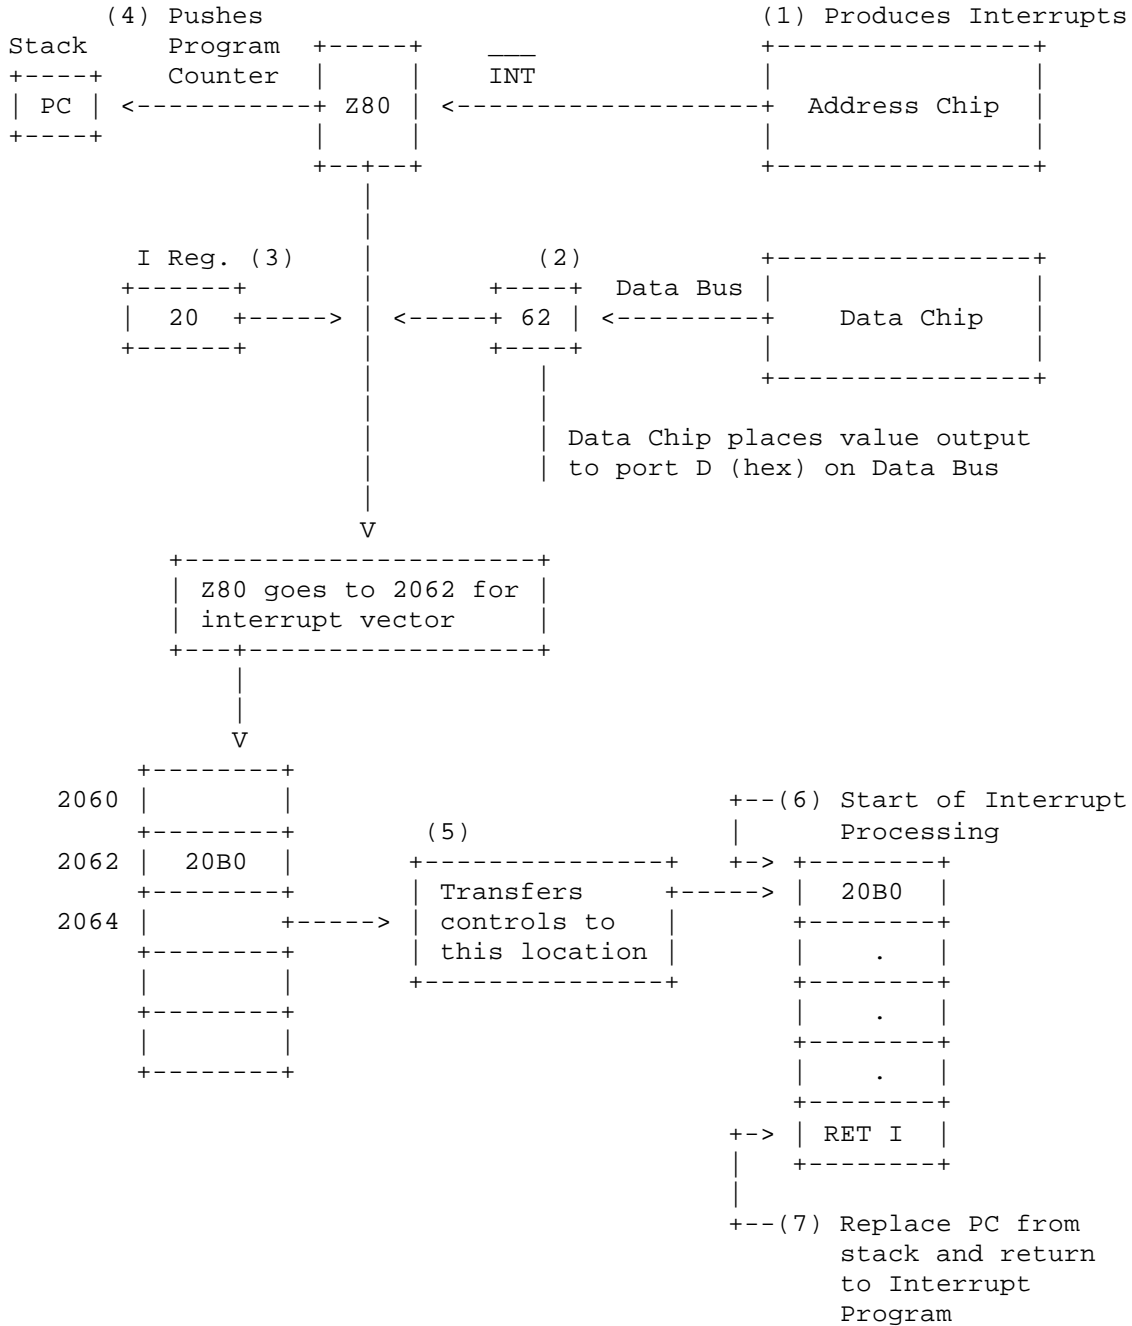 (4) Pushes (1) Produces Interrupts
Stack Program
Counter INT
PC Z80 Address Chip
I Reg. (3) (2)
Data Bus
20 62 Data Chip
Data Chip places value output
to port D (hex) on Data Bus
V
Z80 goes to 2062 for
interrupt vector
V
2060 (6) Start of Interrupt
(5) Processing
2062 20B0
Transfers 20B0
2064 controls to
this location .
.
.
RET I
(7) Replace PC from
stack and return
to Interrupt
Program